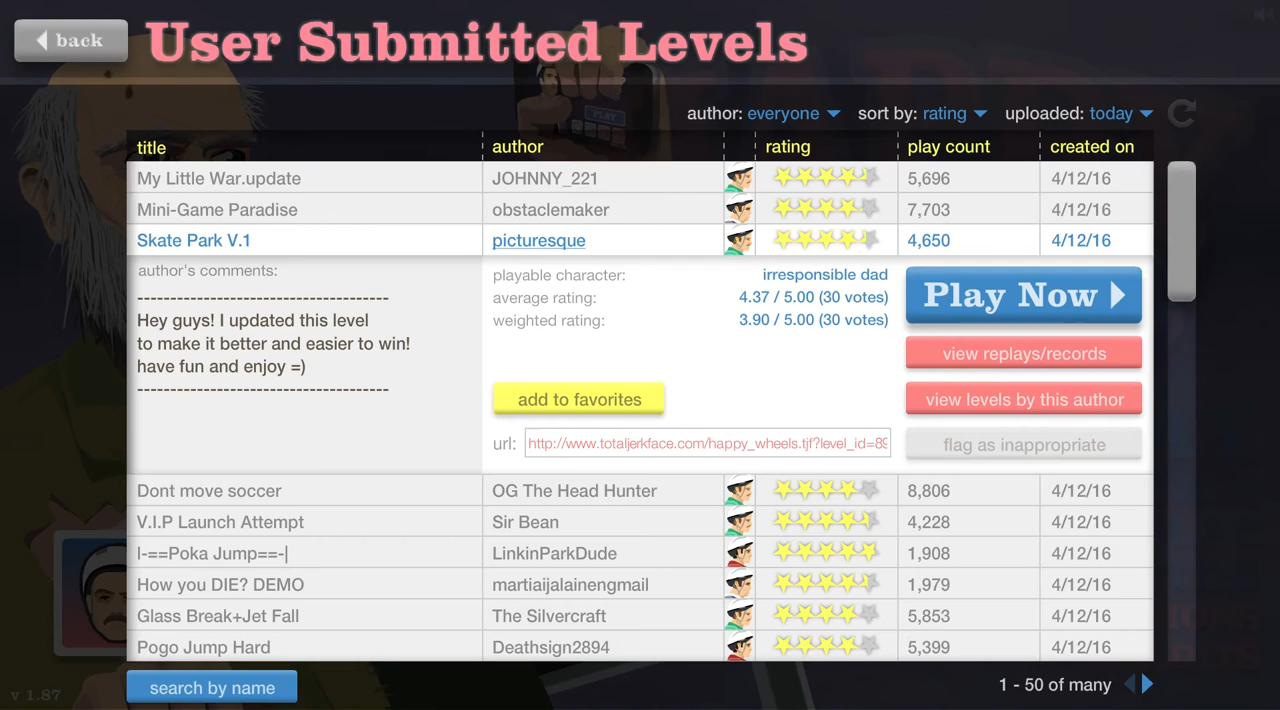 back
User Submitted Levels
author: everyone sort by: rating uploaded: today
title author rating play count created on
My Little War.update JOHNNY_221 5,696 4/12/16
Mini-Game Paradise obstaclemaker 7,703 4/12/16
Skate Park V.1 picturesque 4,650 4/12/16
author's comments:
--------------------------------------
Hey guys! I updated this level
to make it better and easier to win!
have fun and enjoy =)
--------------------------------------
playable character: irresponsible dad
average rating: 4.37 / 5.00 (30 votes)
weighted rating: 3.90 / 5.00 (30 votes)
add to favorites
url: http://www.totaljerkface.com/happy_wheels.tjf?level_id=89
Play Now
view replays/records
view levels by this author
flag as inappropriate
Dont move soccer OG The Head Hunter 8,806 4/12/16
V.I.P Launch Attempt Sir Bean 4,228 4/12/16
|-==Poka Jump==-| LinkinParkDude 1,908 4/12/16
How you DIE? DEMO martiaijalainengmail 1,979 4/12/16
Glass Break+Jet Fall The Silvercraft 5,853 4/12/16
Pogo Jump Hard Deathsign2894 5,399 4/12/16
v 1.87
search by name
1 - 50 of many